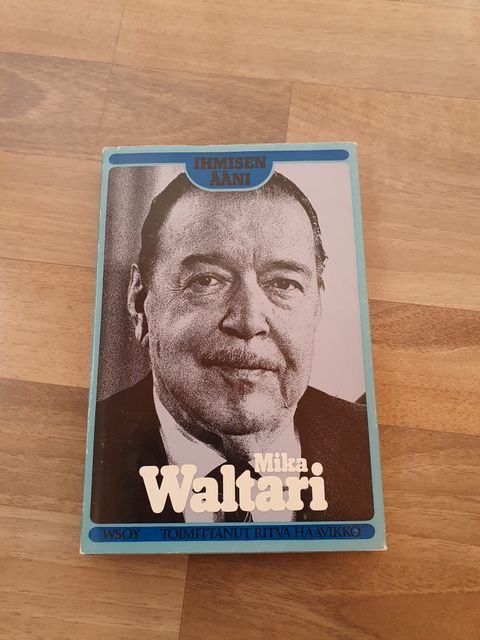 IHMISEN
ÄÄNI
Mika
Waltari
WSOY TOIMITTANUT RITVA HAAVIKKO